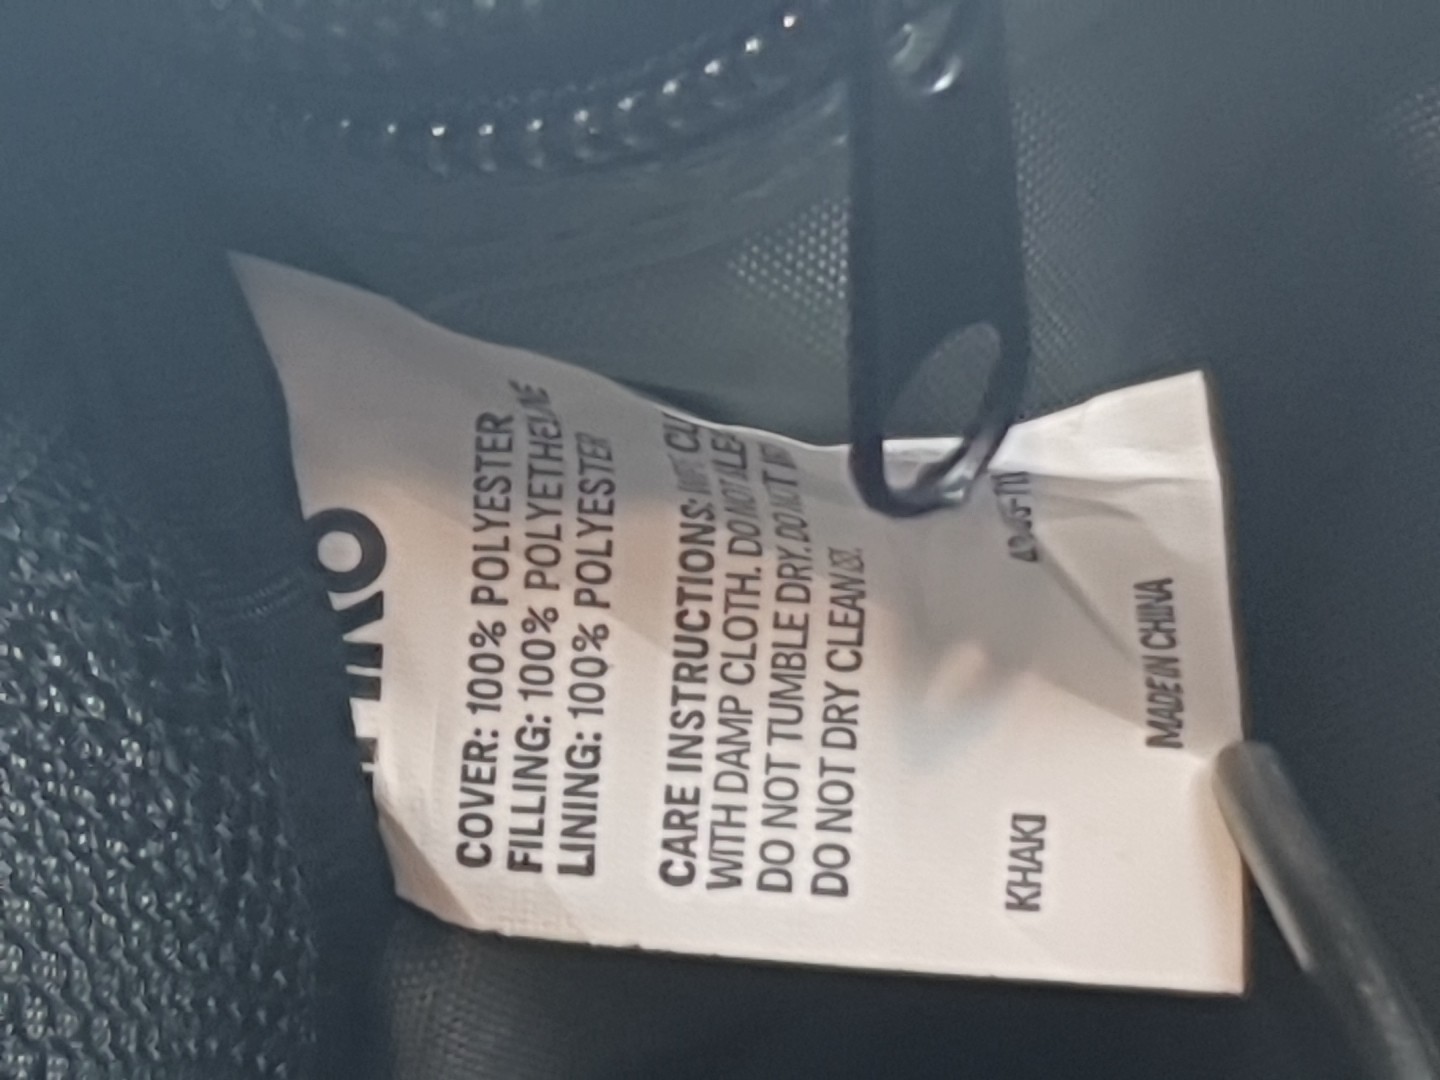 COVER: 100% POLYESTER
FILLING: 100% POLYETHELNE
LINING: 100% POLYESTER
CARE INSTRUCTIONS:
WITH DAMP CLOTH. DO NOT
DO NOT TUMBLE DRY. DO NOT
DO NOT DRY CLEAN
KHAKI
MADE IN CHINA